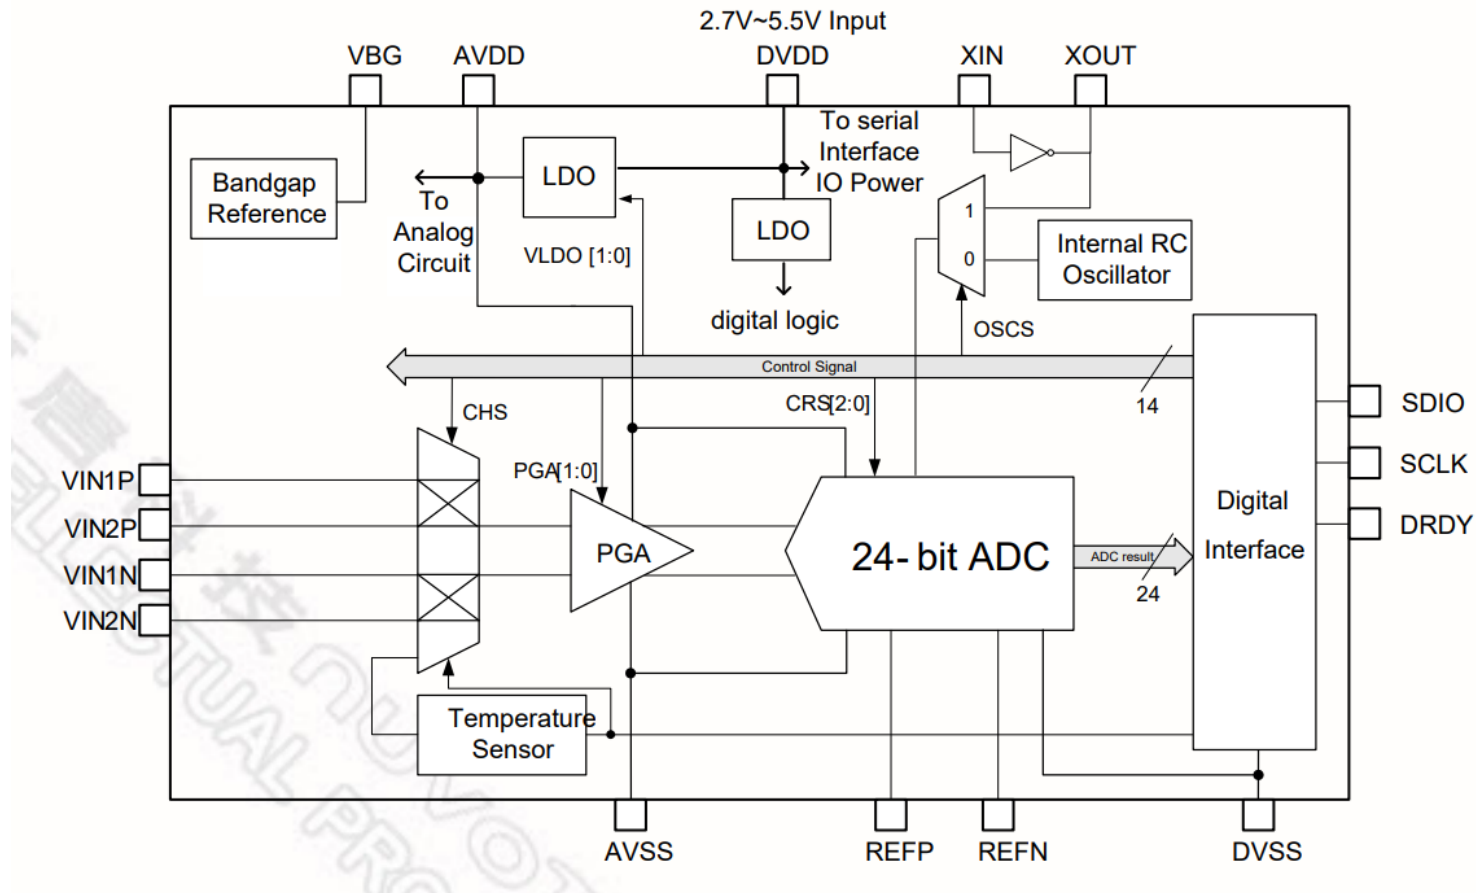 2.7V~5.5V Input
VBG
AVDD
DVDD
XIN
XOUT
To serial
Interface
IO Power
LDO
Bandgap
Reference
To
Analog
Circuit
VLDO [1:0]
LDO
1
0
Internal RC
Oscillator
digital logic
OSCS
Control Signal
14
CHS
CRS[2:0]
SDIO
SCLK
DRDY
PGA[1:0]
VIN1P
VIN2P
VIN1N
VIN2N
PGA
24-bit ADC
ADC result
24
Digital
Interface
Temperature
Sensor
AVSS
REFP
REFN
DVSS